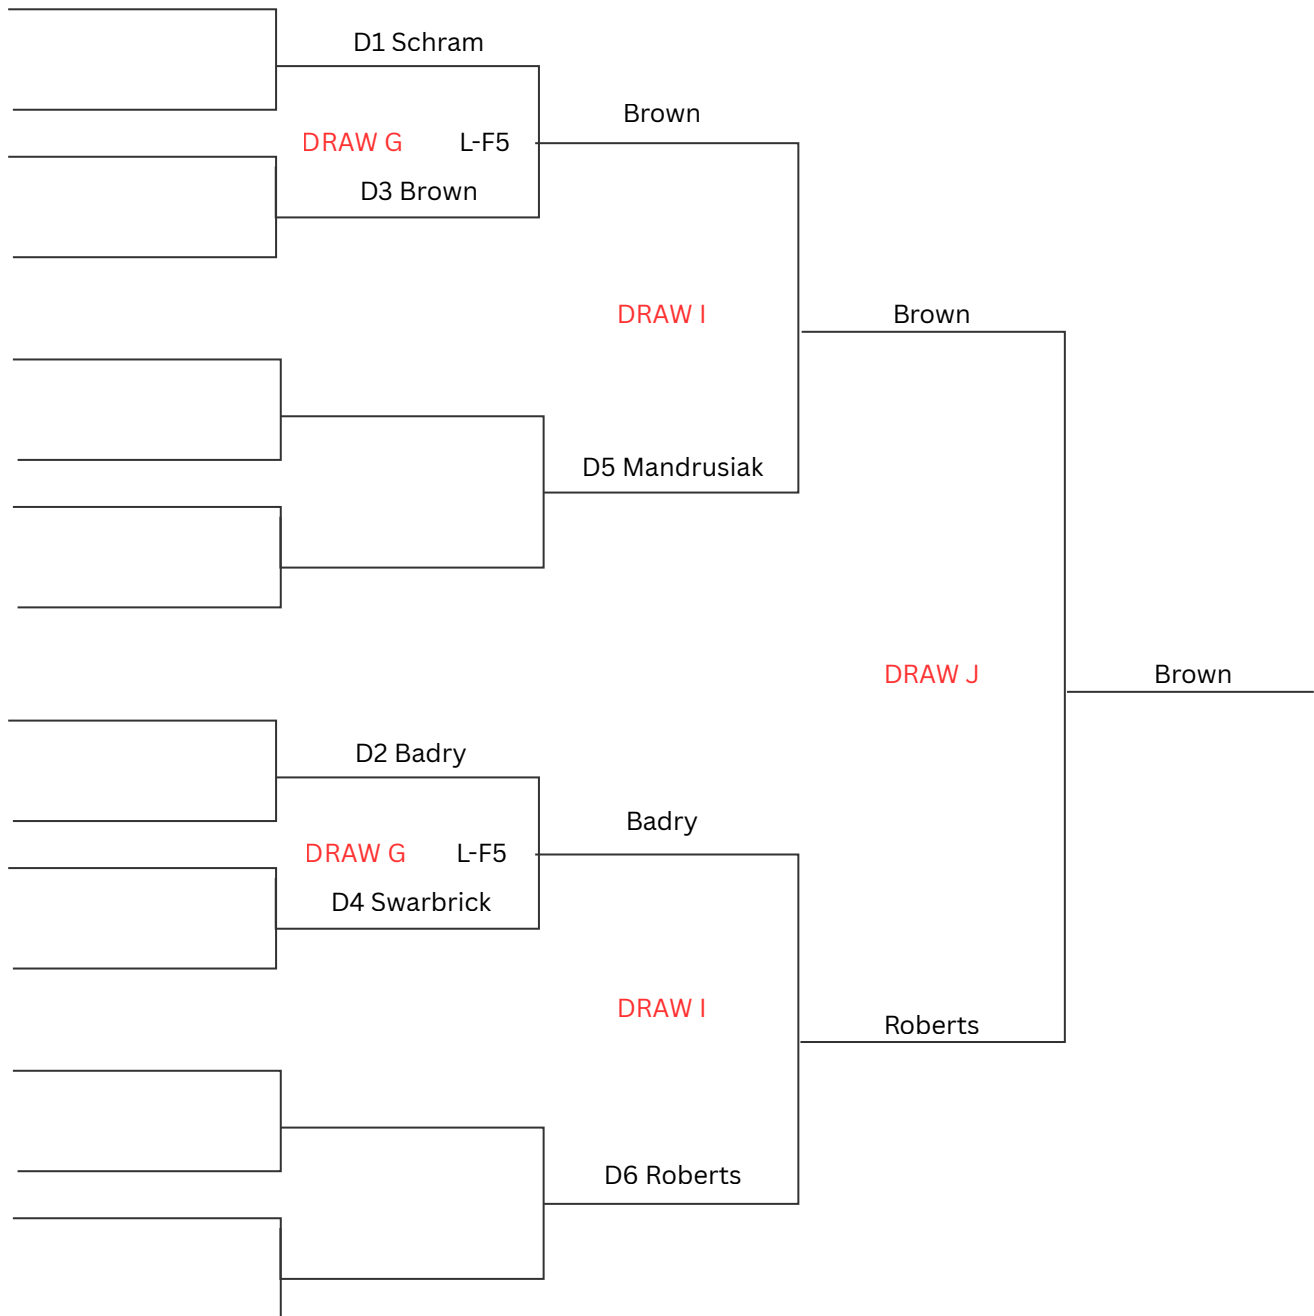 D1 Schram
Brown
DRAW G L-F5
D3 Brown
DRAW I
Brown
D5 Mandrusiak
DRAW J
Brown
D2 Badry
Badry
DRAW G L-F5
D4 Swarbrick
DRAW I
Roberts
D6 Roberts